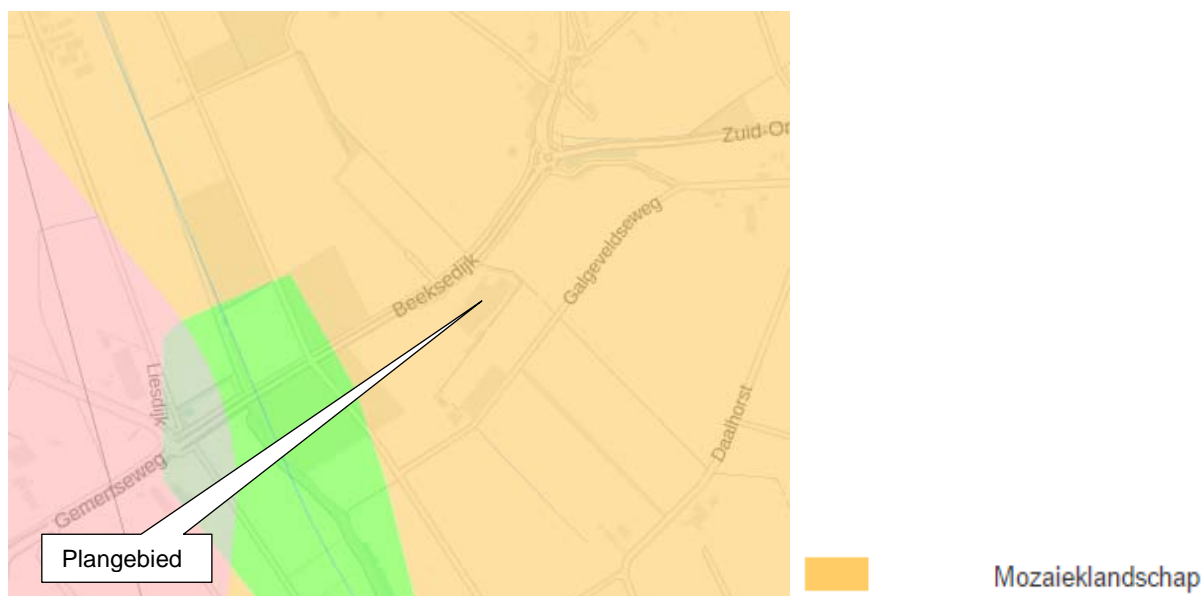 Zuid-Or
Galgeveldseweg
Beeksedijk
Liesdijk
Daalhorst
Gemertseweg
Plangebied
Mozaieklandschap